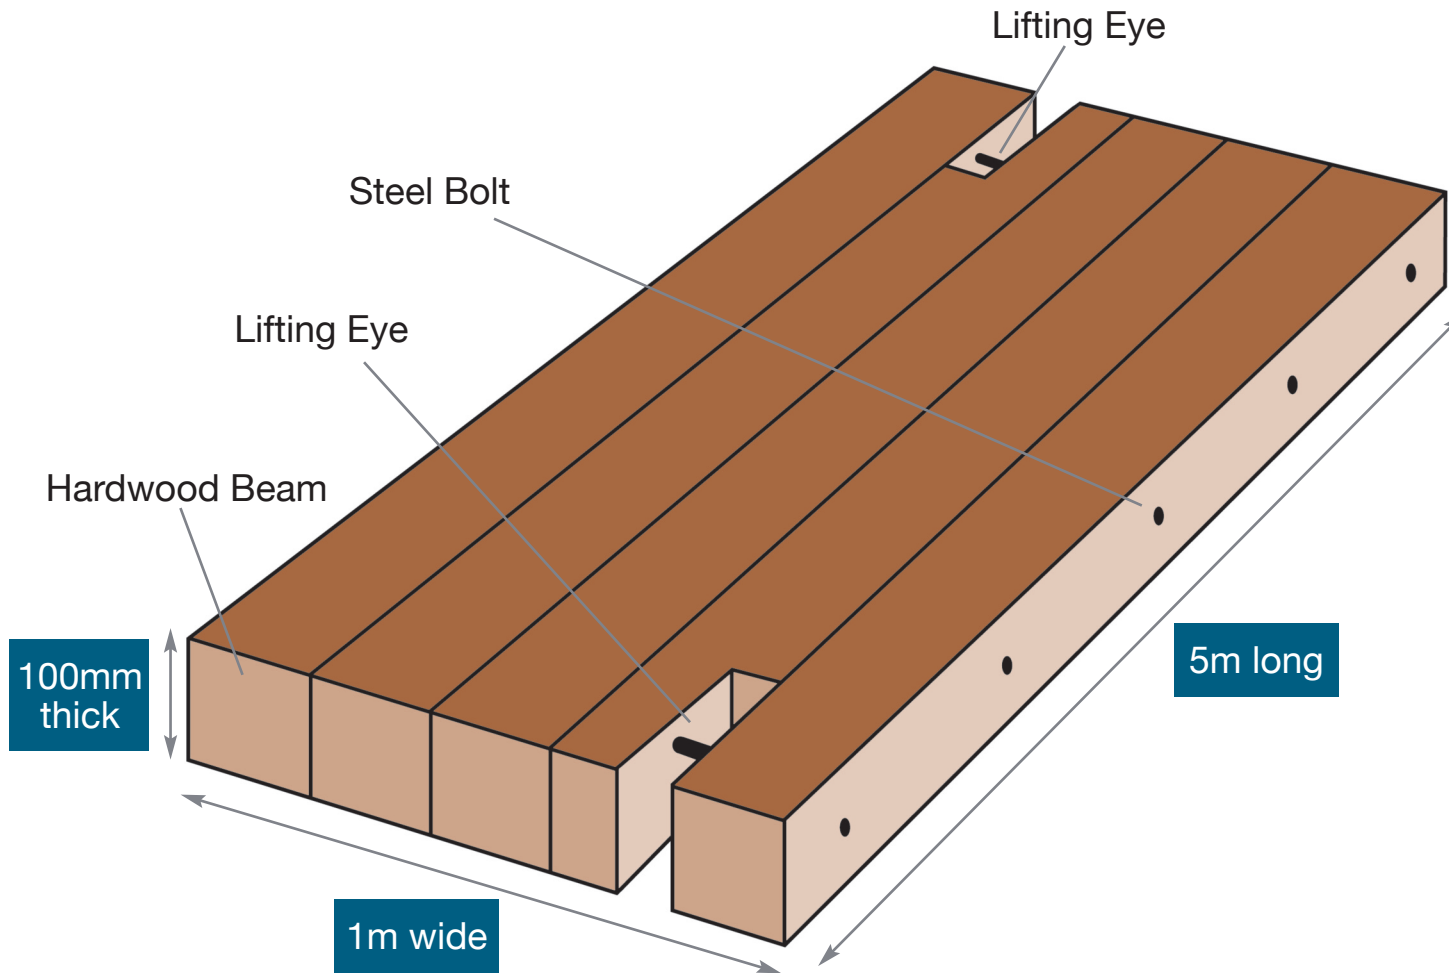 Lifting Eye
Steel Bolt
Lifting Eye
Hardwood Beam
100mm
thick
5m long
1m wide